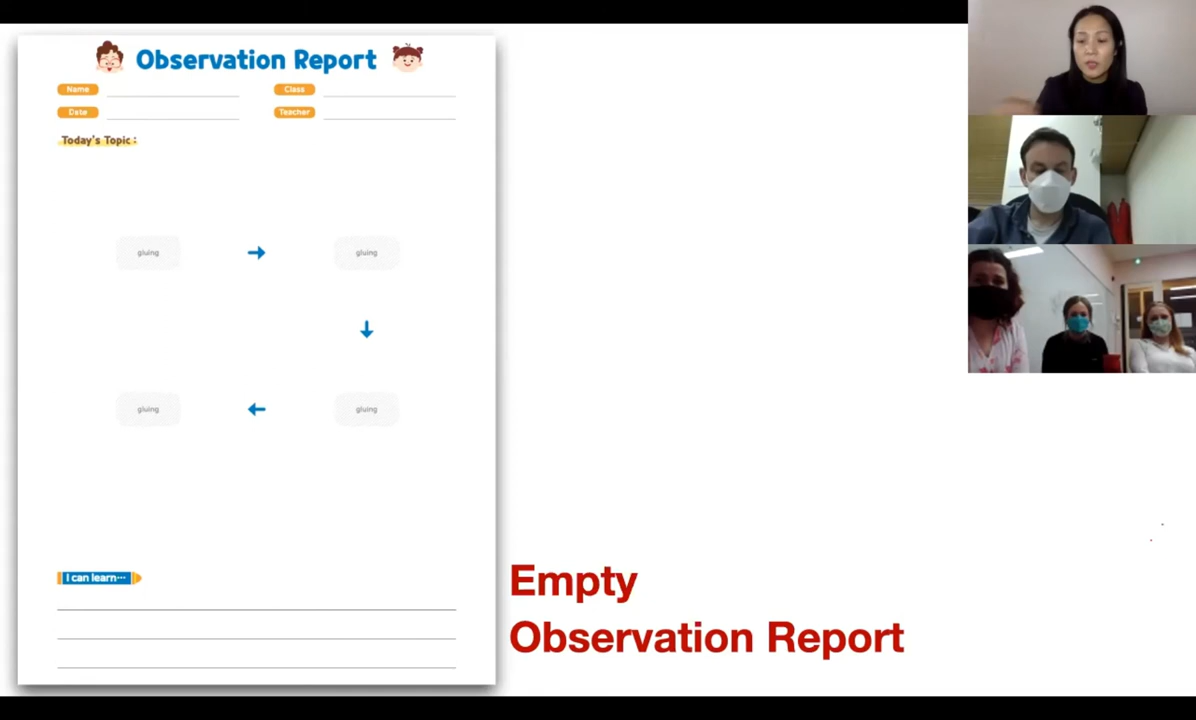 Observation Report
Name
Class
Date
Teacher
Today's Topic :
gluing
gluing
gluing
gluing
I can learn…
Empty
Observation Report